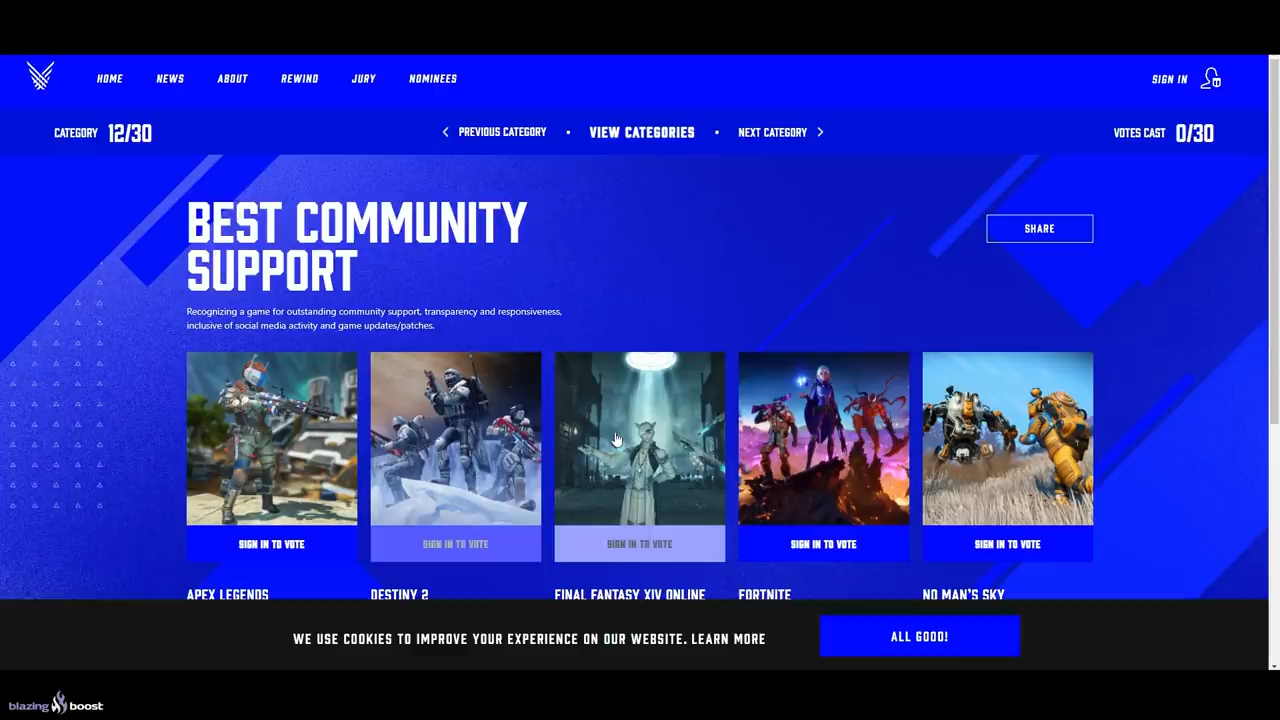 HOME NEWS ABOUT REWIND JURY NOMINEES SIGN IN
CATEGORY 12/30 PREVIOUS CATEGORY VIEW CATEGORIES NEXT CATEGORY VOTES CAST 0/30
BEST COMMUNITY
SUPPORT
SHARE
Recognizing a game for outstanding community support, transparency and responsiveness,
inclusive of social media activity and game updates/patches.
SIGN IN TO VOTE SIGN IN TO VOTE SIGN IN TO VOTE SIGN IN TO VOTE SIGN IN TO VOTE
APEX LEGENDS DESTINY 2 FINAL FANTASY XIV ONLINE FORTNITE NO MAN'S SKY
WE USE COOKIES TO IMPROVE YOUR EXPERIENCE ON OUR WEBSITE. LEARN MORE ALL GOOD!
blazing boost